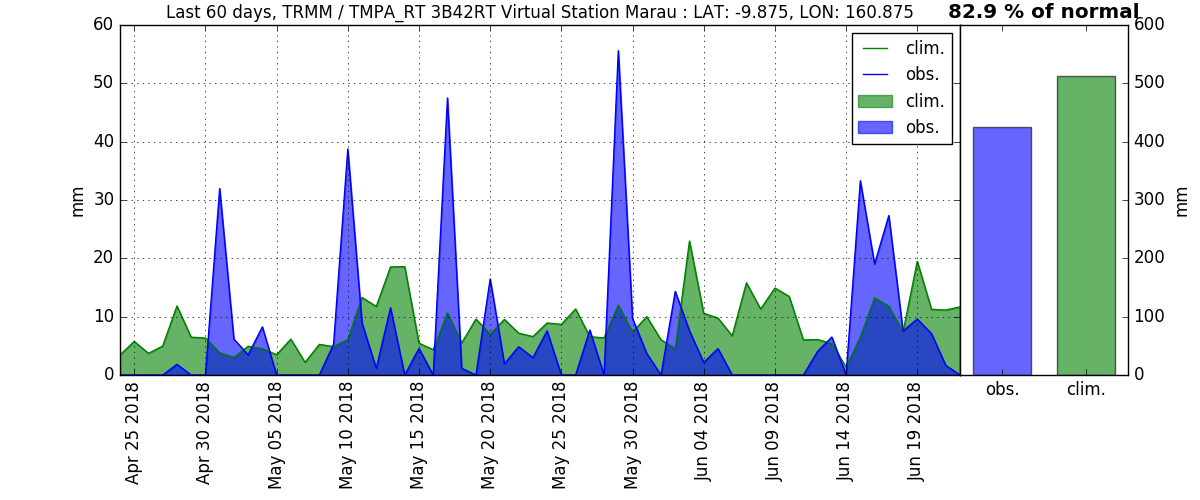 Last 60 days, TRMM / TMPA_RT 3B42RT Virtual Station Marau : LAT: -9.875, LON: 160.875
82.9 % of normal
60
50
40
30
20
10
0
mm
clim.
obs.
clim.
obs.
Apr 25 2018
Apr 30 2018
May 05 2018
May 10 2018
May 15 2018
May 20 2018
May 25 2018
May 30 2018
Jun 04 2018
Jun 09 2018
Jun 14 2018
Jun 19 2018
600
500
400
300
200
100
0
mm
obs.
clim.